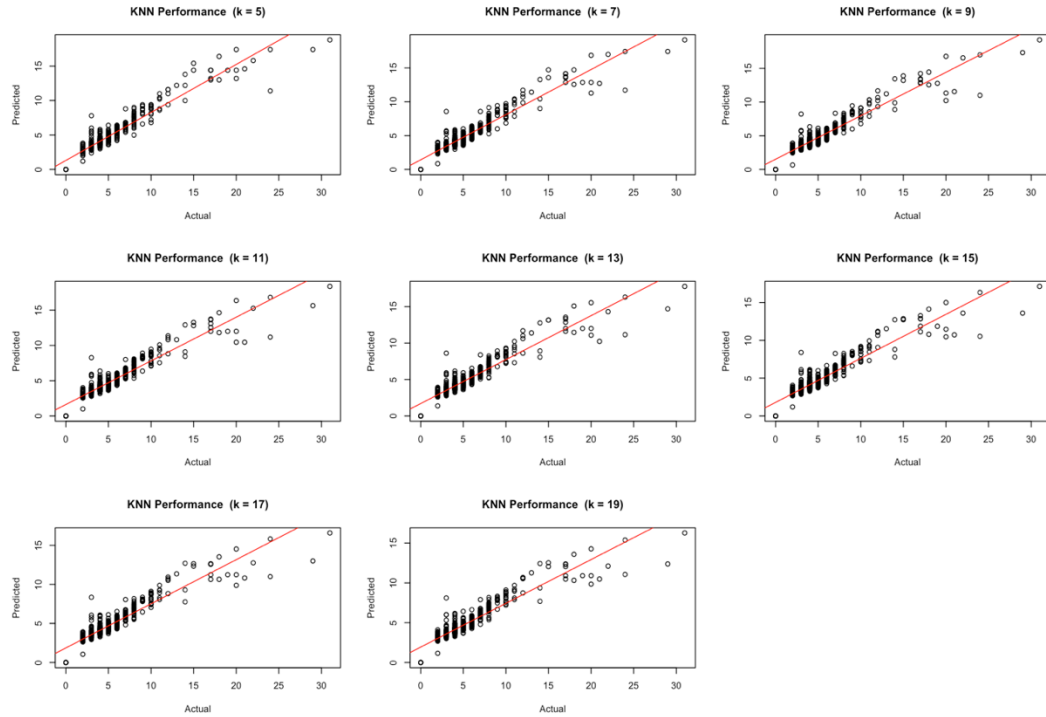 KNN Performance (k = 5)
Predicted
0 5 10 15
0 5 10 15 20 25 30
Actual
KNN Performance (k = 7)
Predicted
0 5 10 15
0 5 10 15 20 25 30
Actual
KNN Performance (k = 9)
Predicted
0 5 10 15
0 5 10 15 20 25 30
Actual
KNN Performance (k = 11)
Predicted
0 5 10 15
0 5 10 15 20 25 30
Actual
KNN Performance (k = 13)
Predicted
0 5 10 15
0 5 10 15 20 25 30
Actual
KNN Performance (k = 15)
Predicted
0 5 10 15
0 5 10 15 20 25 30
Actual
KNN Performance (k = 17)
Predicted
0 5 10 15
0 5 10 15 20 25 30
Actual
KNN Performance (k = 19)
Predicted
0 5 10 15
0 5 10 15 20 25 30
Actual